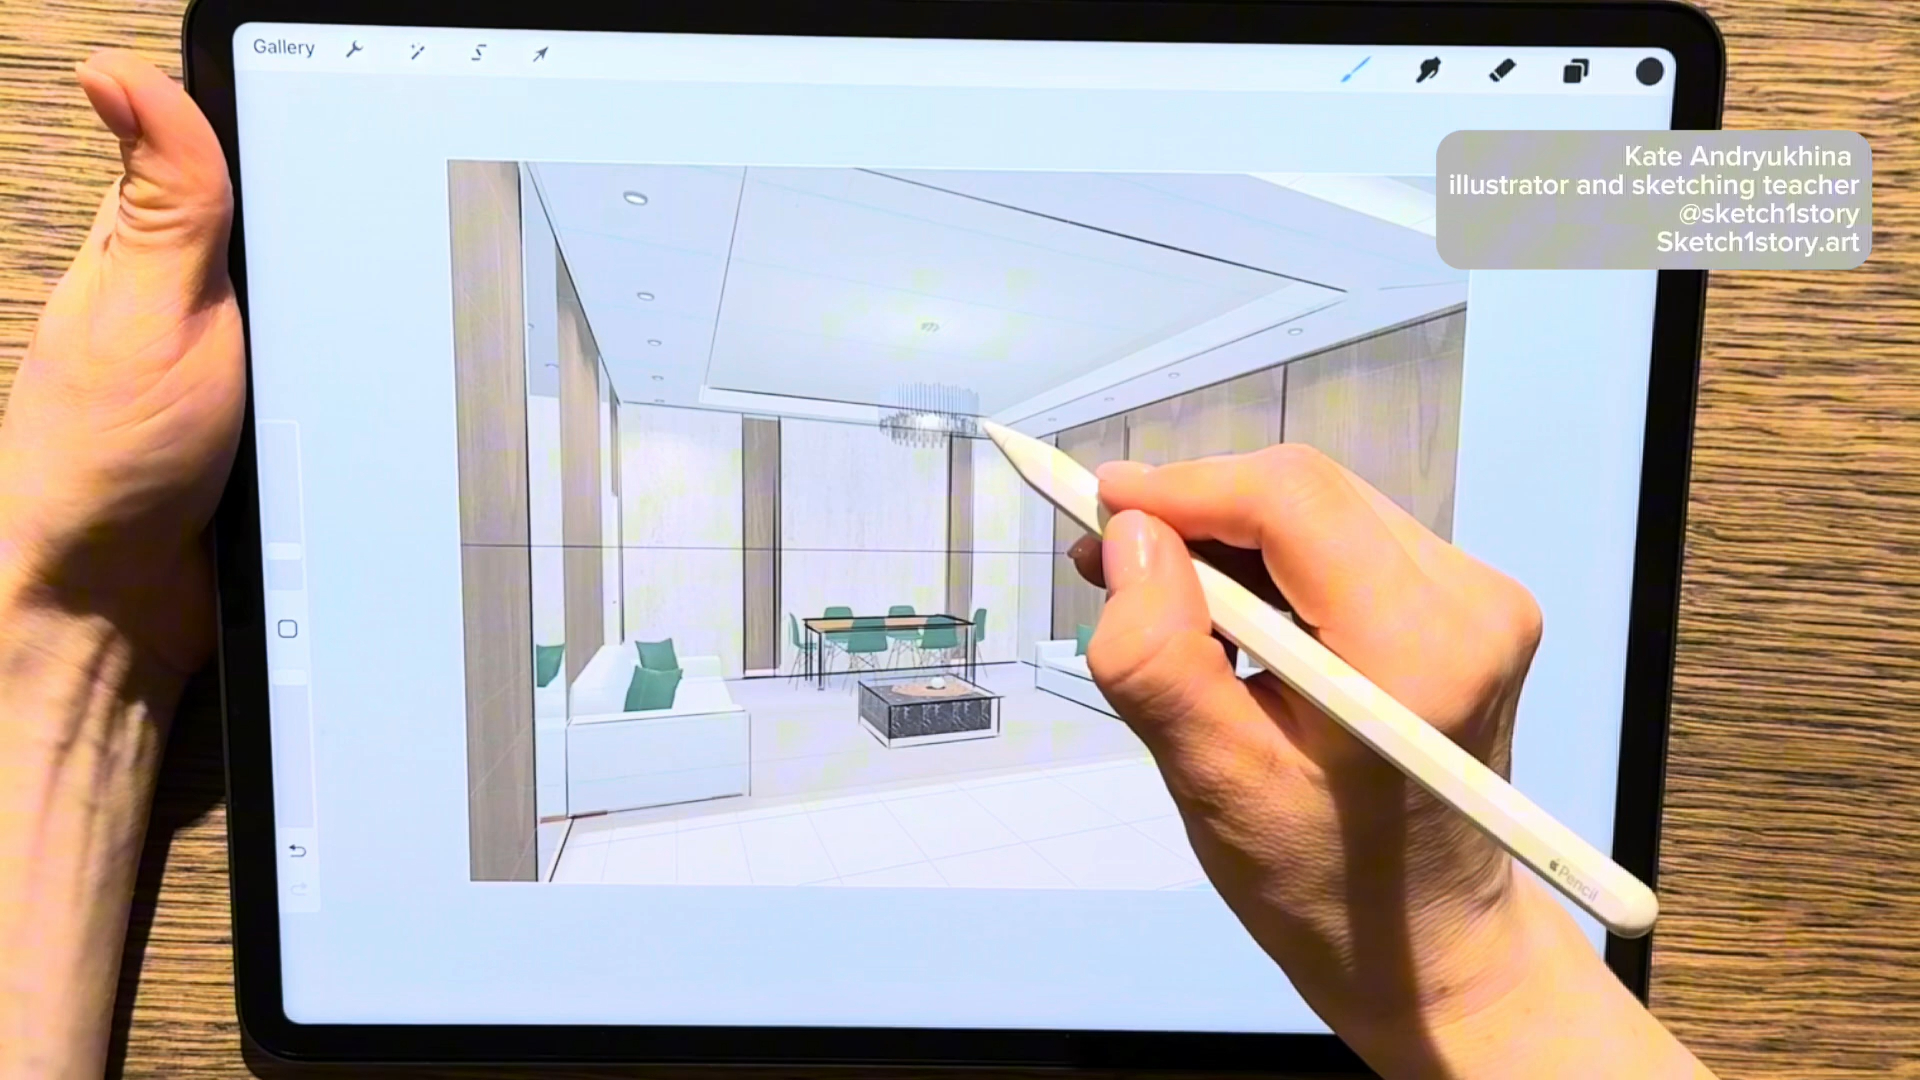 Gallery
Kate Andryukhina
illustrator and sketching teacher
@sketch1story
Sketch1story.art
Pencil